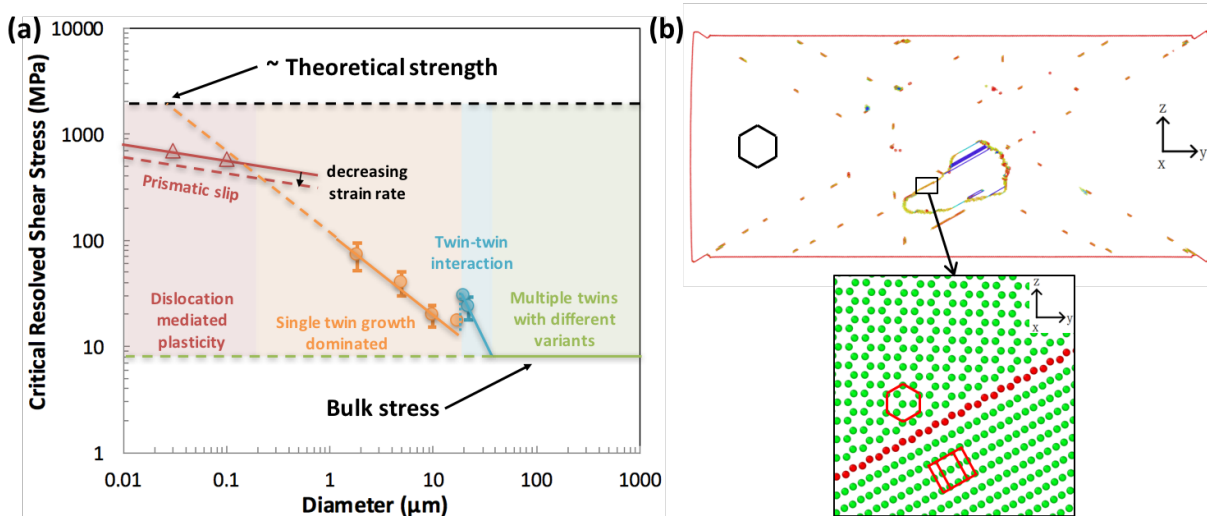 (a)
Critical Resolved Shear Stress (MPa)
10000
1000
100
10
1
~ Theoretical strength
Prismatic slip
decreasing
strain rate
Twin-twin
interaction
Dislocation
mediated
plasticity
Single twin growth
dominated
Multiple twins
with different
variants
Bulk stress
0.01
0.1
1
10
100
1000
Diameter (μm)
(b)
z
x
y
z
x
y